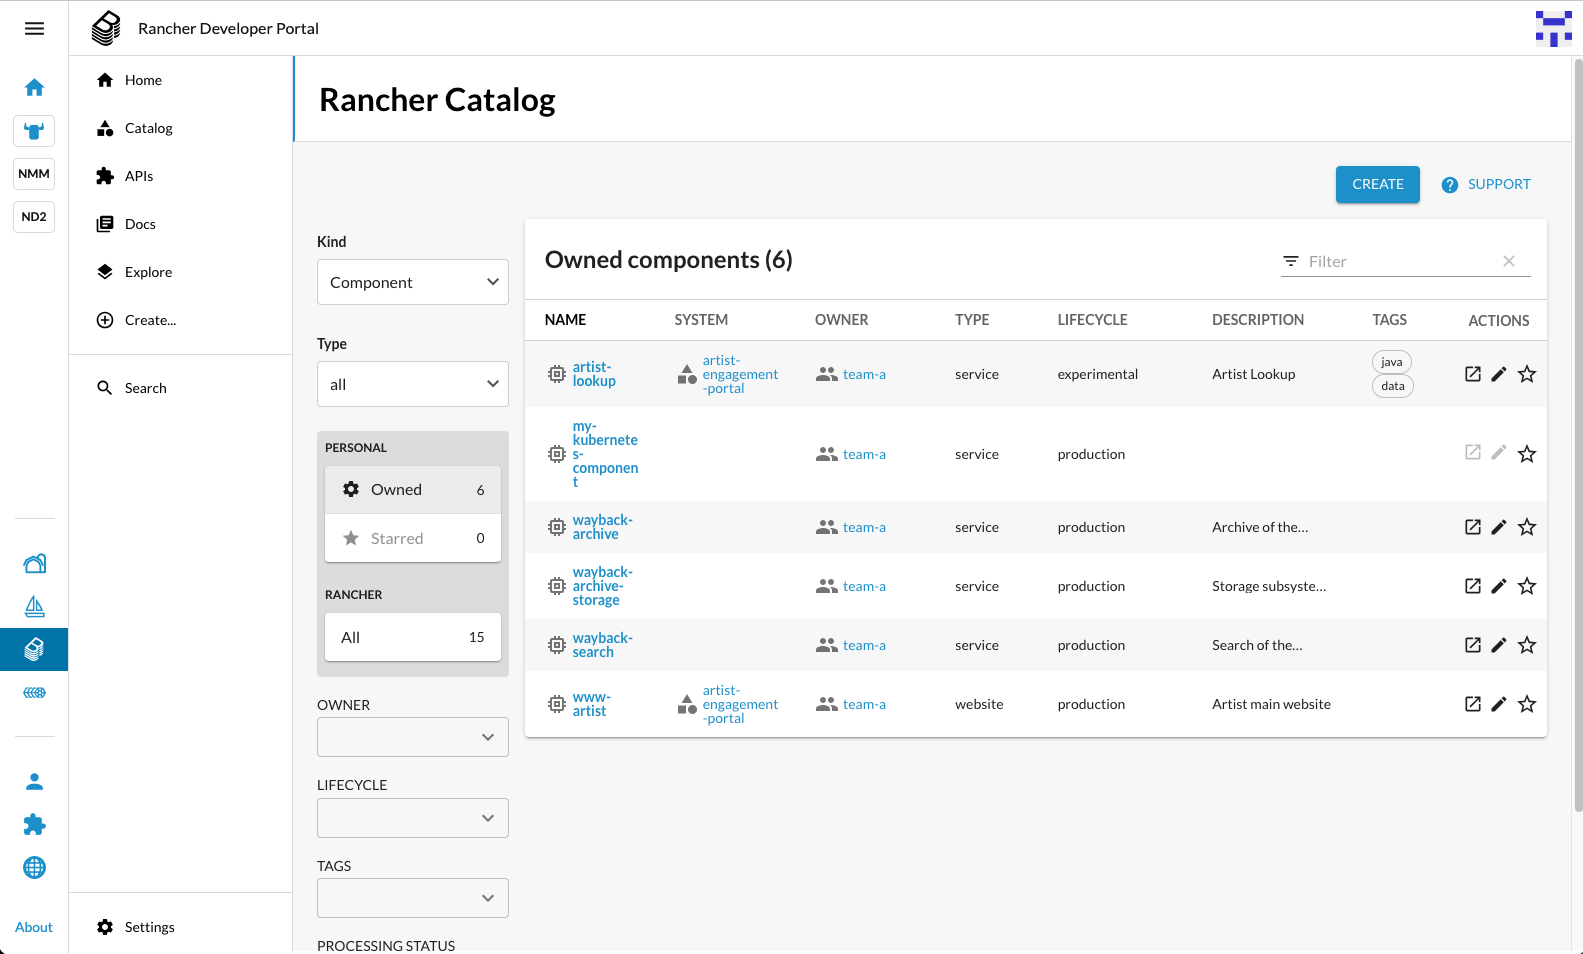 Rancher Developer Portal
Home
Catalog
APIs
Docs
Explore
Create...
Search
Settings
NMM
ND2
About
Rancher Catalog
CREATE
SUPPORT
Kind
Component
Type
all
PERSONAL
Owned 6
Starred 0
RANCHER
All 15
OWNER
LIFECYCLE
TAGS
PROCESSING STATUS
Owned components (6)
Filter
NAME SYSTEM OWNER TYPE LIFECYCLE DESCRIPTION TAGS ACTIONS
artist-
lookup
artist-
engagement
-portal
team-a
service
experimental
Artist Lookup
java
data
my-
kubernete
s-
componen
t
team-a
service
production
wayback-
archive
team-a
service
production
Archive of the...
wayback-
archive-
storage
team-a
service
production
Storage subsyste...
wayback-
search
team-a
service
production
Search of the...
www-
artist
artist-
engagement
-portal
team-a
website
production
Artist main website